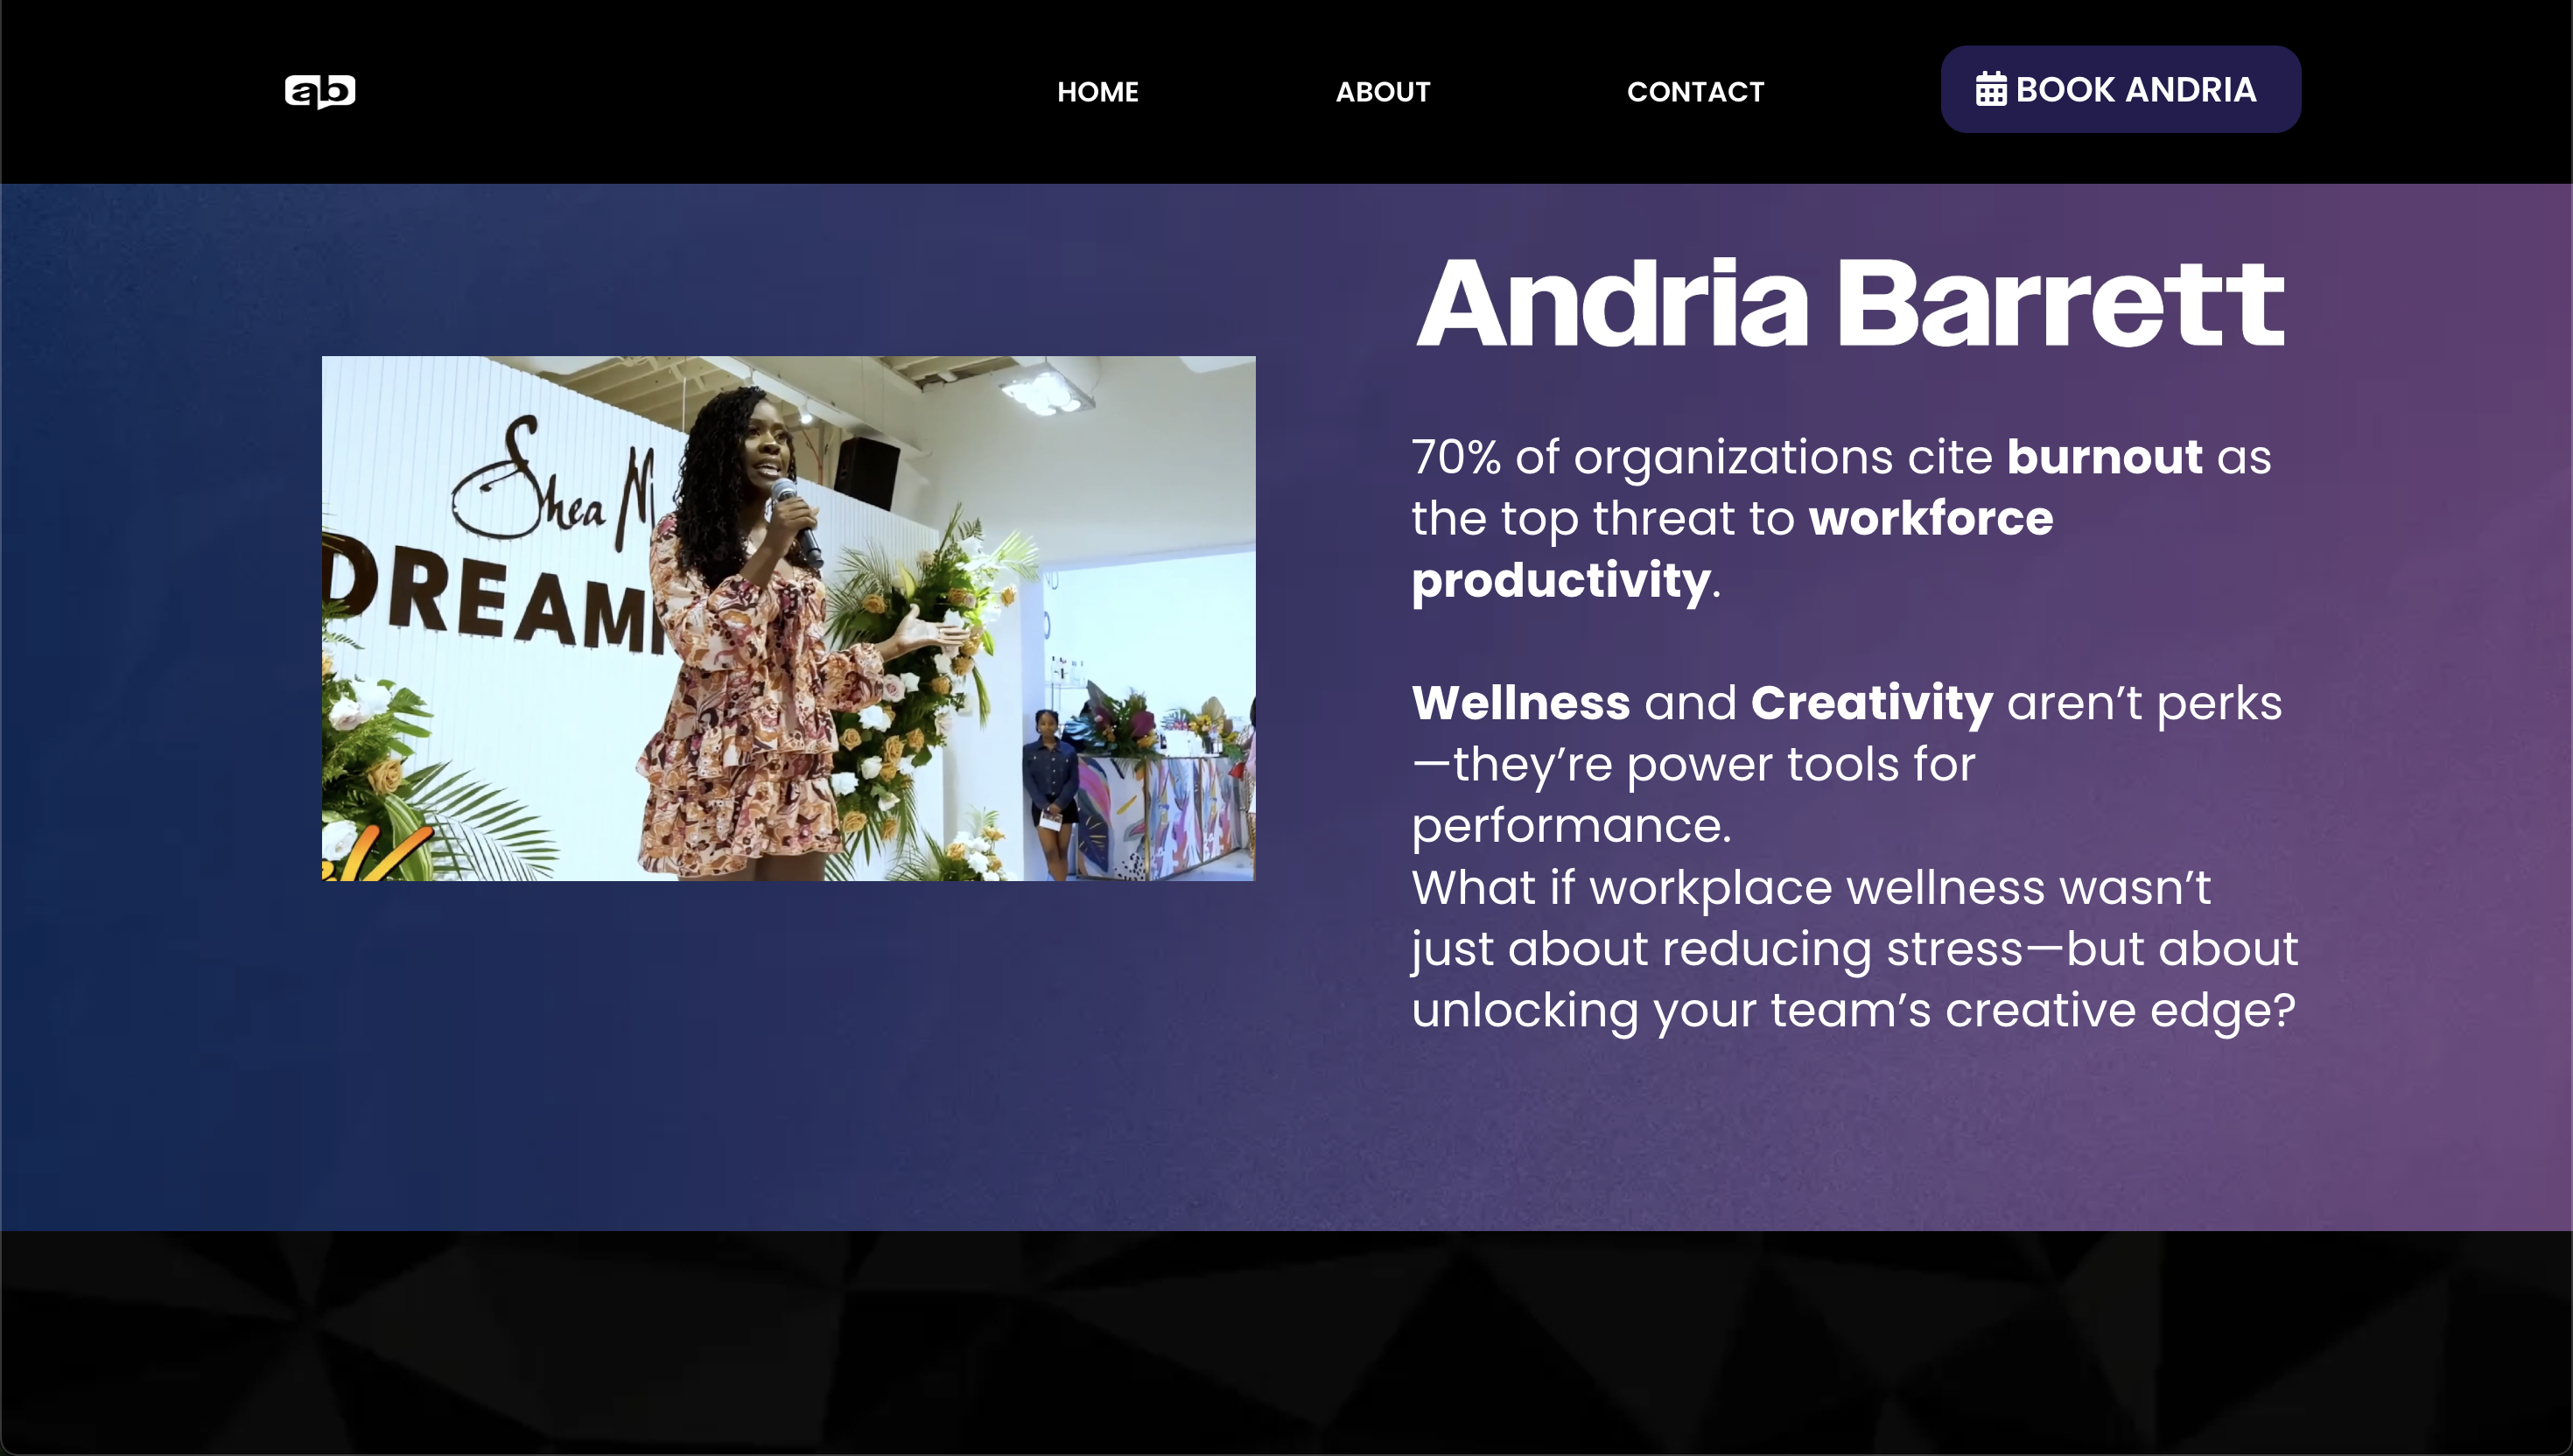 ab
HOME
ABOUT
CONTACT
BOOK ANDRIA
Andria Barrett
Shea
DREAM
70% of organizations cite burnout as
the top threat to workforce
productivity.
Wellness and Creativity aren’t perks
—they’re power tools for
performance.
What if workplace wellness wasn’t
just about reducing stress—but about
unlocking your team’s creative edge?